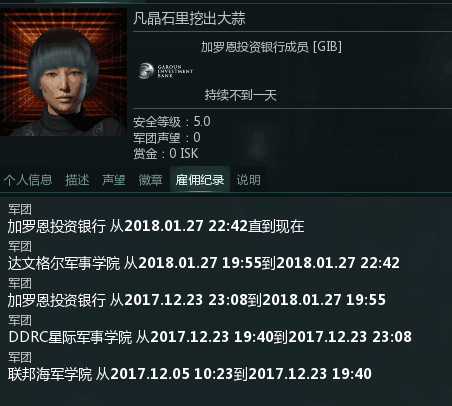 凡晶石里挖出大蒜
加罗恩投资银行成员 [GIB]
GAROUN
INVESTMENT
BANK
持续不到一天
安全等级：5.0
军团声望：0
赏金：0 ISK
个人信息 描述 声望 徽章 雇佣纪录 说明
军团
加罗恩投资银行 从2018.01.27 22:42直到现在
军团
达文格尔军事学院 从2018.01.27 19:55到2018.01.27 22:42
军团
加罗恩投资银行 从2017.12.23 23:08到2018.01.27 19:55
军团
DDRC星际军事学院 从2017.12.23 19:40到2017.12.23 23:08
军团
联邦海军学院 从2017.12.05 10:23到2017.12.23 19:40